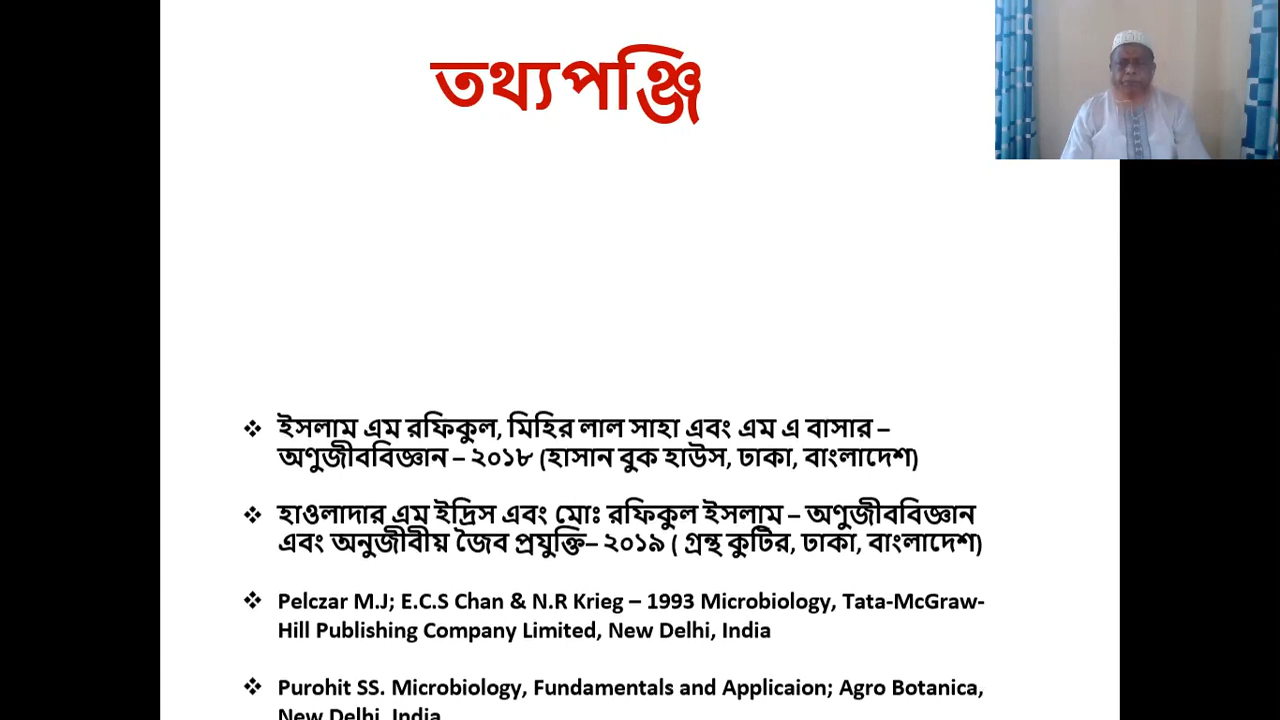 তথ্যপঞ্জি
❖ ইসলাম এম রফিকুল, মিহির লাল সাহা এবং এম এ বাসার –
অণুজীববিজ্ঞান – ২০১৮ (হাসান বুক হাউস, ঢাকা, বাংলাদেশ)
❖ হাওলাদার এম ইদ্রিস এবং মোঃ রফিকুল ইসলাম – অণুজীববিজ্ঞান
এবং অনুজীবীয় জৈব প্রযুক্তি– ২০১৯ ( গ্রন্থ কুটির, ঢাকা, বাংলাদেশ)
❖ Pelczar M.J; E.C.S Chan & N.R Krieg – 1993 Microbiology, Tata-McGraw-
Hill Publishing Company Limited, New Delhi, India
❖ Purohit SS. Microbiology, Fundamentals and Applicaion; Agro Botanica,
New Delhi, India